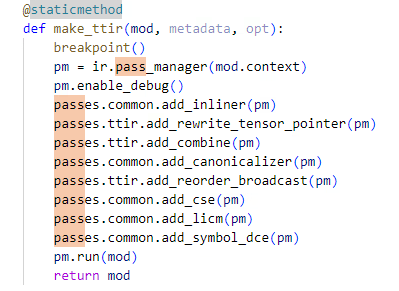 @staticmethod
def make_ttir(mod, metadata, opt):
    breakpoint()
    pm = ir.pass_manager(mod.context)
    pm.enable_debug()
    passes.common.add_inliner(pm)
    passes.ttir.add_rewrite_tensor_pointer(pm)
    passes.ttir.add_combine(pm)
    passes.common.add_canonicalizer(pm)
    passes.ttir.add_reorder_broadcast(pm)
    passes.common.add_cse(pm)
    passes.common.add_licm(pm)
    passes.common.add_symbol_dce(pm)
    pm.run(mod)
    return mod